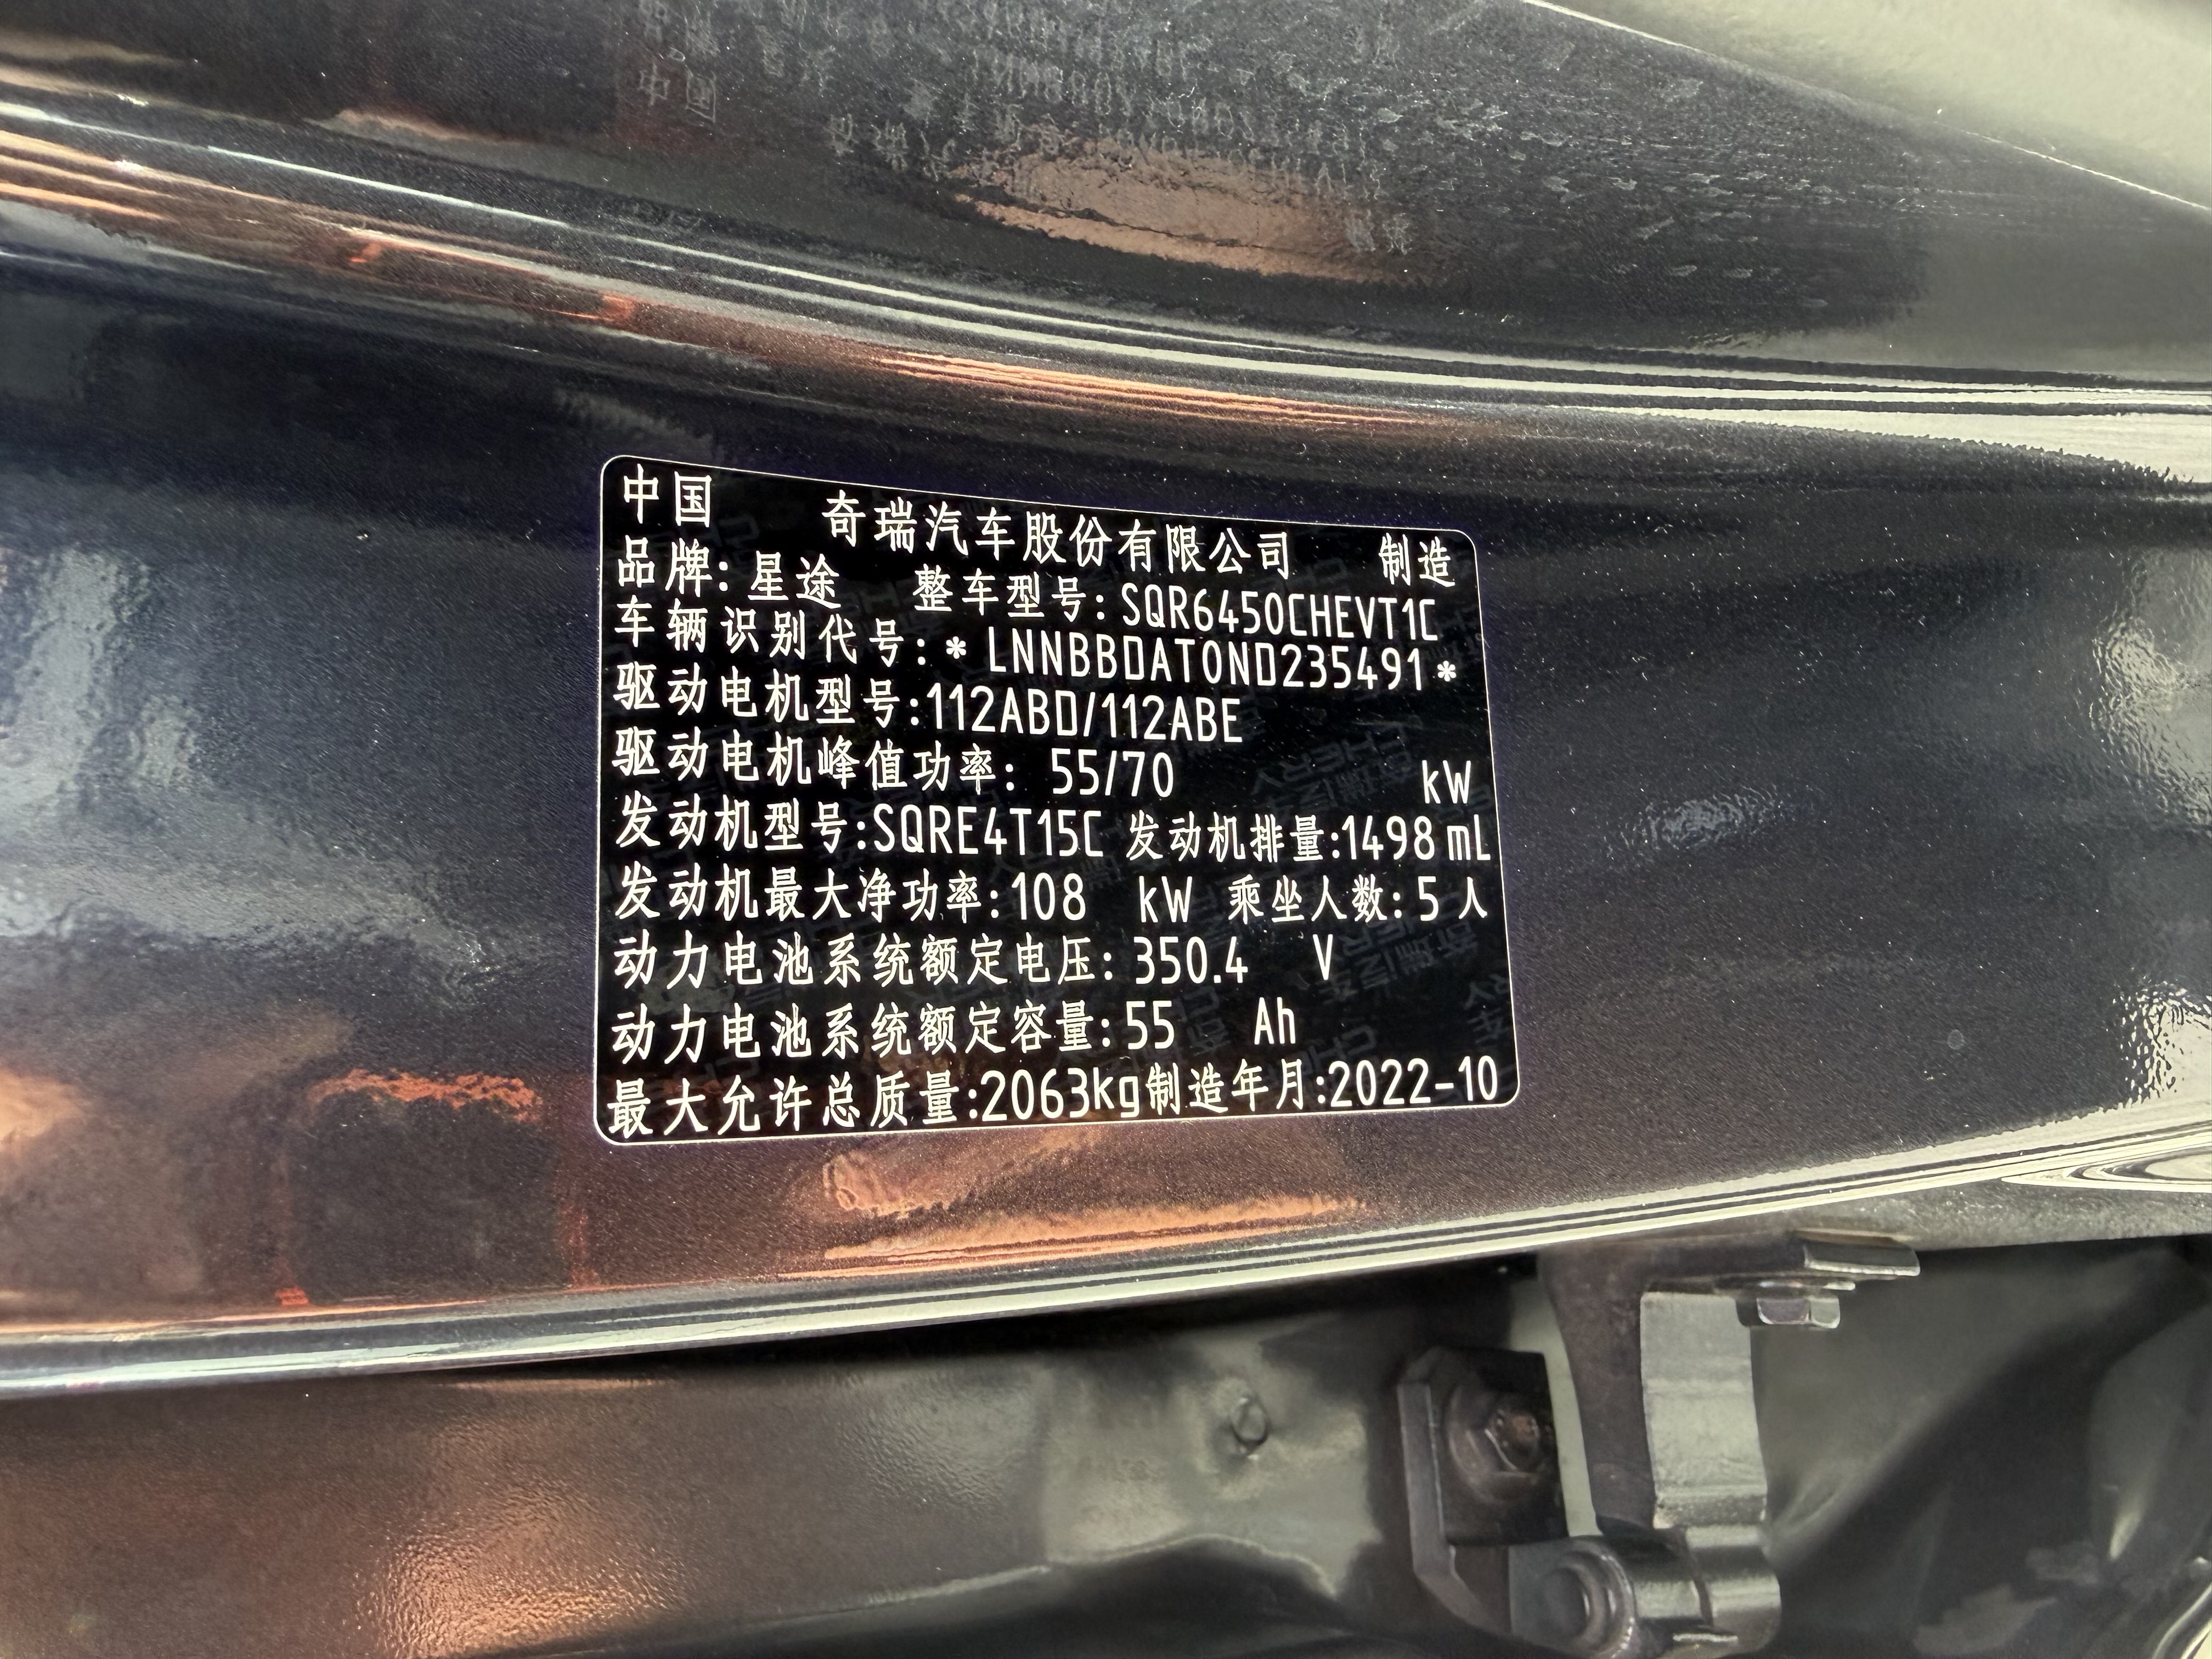 中国 奇瑞汽车股份有限公司 制造
品牌: 星途 整车型号: SQR6450CHEVT1C
车辆识别代号: * LNNBBDAT0ND235491 *
驱动电机型号:112ABD/112ABE
驱动电机峰值功率: 55/70 kW
发动机型号:SQRE4T15C 发动机排量:1498 mL
发动机最大净功率:108 kW 乘坐人数: 5 人
动力电池系统额定电压: 350.4 V
动力电池系统额定容量: 55 Ah
最大允许总质量:2063kg制造年月:2022-10